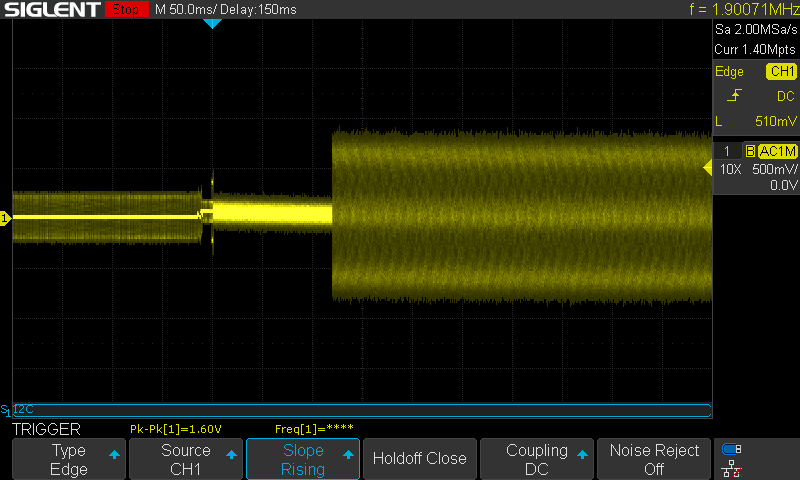 SIGLENT Stop M 50.0ms/ Delay:150ms f = 1.90071MHz
Sa 2.00MSa/s
Curr 1.40Mpts
Edge CH1
DC
L 510mV
1 B AC1M
10X 500mV/
0.0V
1
S1 I2C
TRIGGER Pk-Pk[1]=1.60V Freq[1]=****
Type
Edge
Source
CH1
Slope
Rising
Holdoff Close
Coupling
DC
Noise Reject
Off